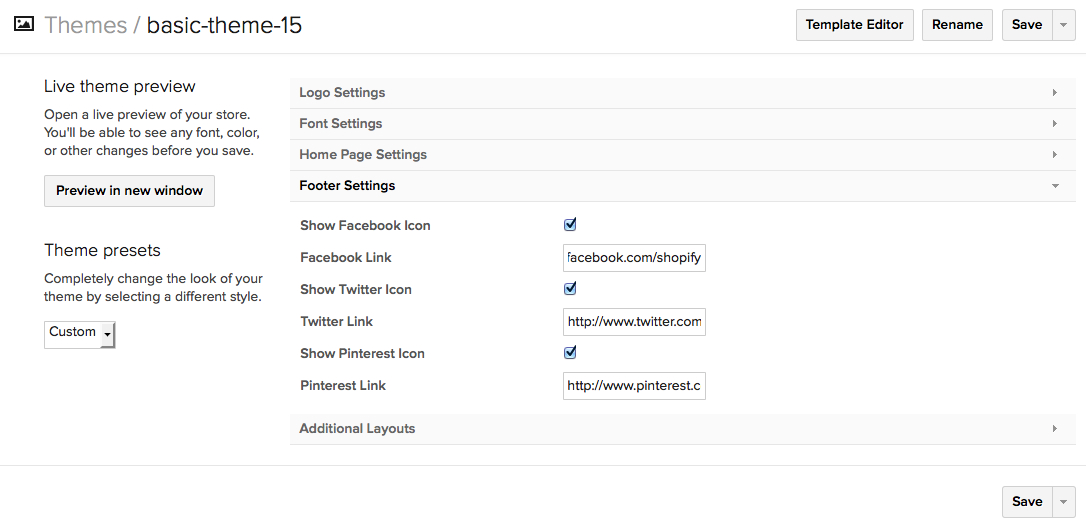 Themes / basic-theme-15
Template Editor
Rename
Save
Live theme preview
Open a live preview of your store.
You'll be able to see any font, color,
or other changes before you save.
Preview in new window
Theme presets
Completely change the look of your
theme by selecting a different style.
Custom
Logo Settings
Font Settings
Home Page Settings
Footer Settings
Show Facebook Icon
Facebook Link facebook.com/shopify
Show Twitter Icon
Twitter Link http://www.twitter.com
Show Pinterest Icon
Pinterest Link http://www.pinterest.c
Additional Layouts
Save